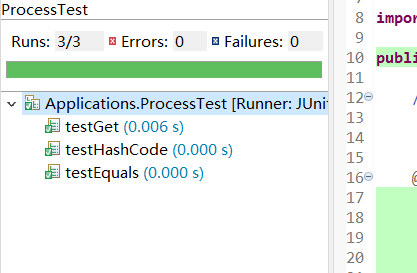 ProcessTest
Runs: 3/3 Errors: 0 Failures: 0
Applications.ProcessTest [Runner: JUni
testGet (0.006 s)
testHashCode (0.000 s)
testEquals (0.000 s)
8 impor
9
10 publi
11
12 /
13
14
15
16 @
17
18
19
20